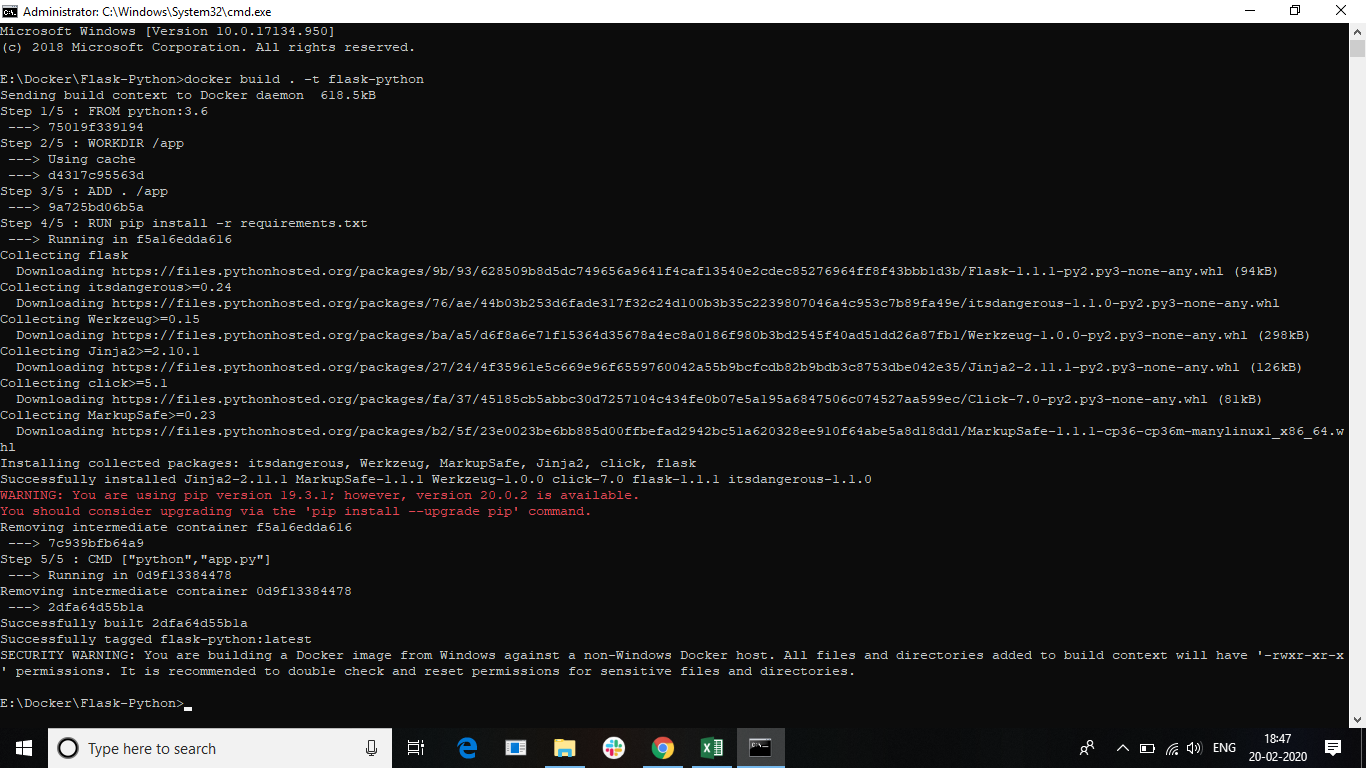 Administrator: C:\Windows\System32\cmd.exe
Microsoft Windows [Version 10.0.17134.950]
(c) 2018 Microsoft Corporation. All rights reserved.
E:\Docker\Flask-Python>docker build . -t flask-python
Sending build context to Docker daemon  618.5kB
Step 1/5 : FROM python:3.6
 ---> 75019f339194
Step 2/5 : WORKDIR /app
 ---> Using cache
 ---> d4317c95563d
Step 3/5 : ADD . /app
 ---> 9a725bd06b5a
Step 4/5 : RUN pip install -r requirements.txt
 ---> Running in f5a16edda616
Collecting flask
  Downloading https://files.pythonhosted.org/packages/9b/93/628509b8d5dc749656a9641f4caf13540e2cdec85276964ff8f43bbb1d3b/Flask-1.1.1-py2.py3-none-any.whl (94kB)
Collecting itsdangerous>=0.24
  Downloading https://files.pythonhosted.org/packages/76/ae/44b03b253d6fade317f32c24d100b3b35c2239807046a4c953c7b89fa49e/itsdangerous-1.1.0-py2.py3-none-any.whl
Collecting Werkzeug>=0.15
  Downloading https://files.pythonhosted.org/packages/ba/a5/d6f8a6e71f15364d35678a4ec8a0186f980b3bd2545f40ad51dd26a87fb1/Werkzeug-1.0.0-py2.py3-none-any.whl (298kB)
Collecting Jinja2>=2.10.1
  Downloading https://files.pythonhosted.org/packages/27/24/4f35961e5c669e96f6559760042a55b9bcfcdb82b9bdb3c8753dbe042e35/Jinja2-2.11.1-py2.py3-none-any.whl (126kB)
Collecting click>=5.1
  Downloading https://files.pythonhosted.org/packages/fa/37/45185cb5abbc30d7257104c434fe0b07e5a195a6847506c074527aa599ec/Click-7.0-py2.py3-none-any.whl (81kB)
Collecting MarkupSafe>=0.23
  Downloading https://files.pythonhosted.org/packages/b2/5f/23e0023be6bb885d00ffbefad2942bc51a620328ee910f64abe5a8d18dd1/MarkupSafe-1.1.1-cp36-cp36m-manylinux1_x86_64.w
hl
Installing collected packages: itsdangerous, Werkzeug, MarkupSafe, Jinja2, click, flask
Successfully installed Jinja2-2.11.1 MarkupSafe-1.1.1 Werkzeug-1.0.0 click-7.0 flask-1.1.1 itsdangerous-1.1.0
WARNING: You are using pip version 19.3.1; however, version 20.0.2 is available.
You should consider upgrading via the 'pip install --upgrade pip' command.
Removing intermediate container f5a16edda616
 ---> 7c939bfb64a9
Step 5/5 : CMD ["python","app.py"]
 ---> Running in 0d9f13384478
Removing intermediate container 0d9f13384478
 ---> 2dfa64d55b1a
Successfully built 2dfa64d55b1a
Successfully tagged flask-python:latest
SECURITY WARNING: You are building a Docker image from Windows against a non-Windows Docker host. All files and directories added to build context will have '-rwxr-xr-x
' permissions. It is recommended to double check and reset permissions for sensitive files and directories.
E:\Docker\Flask-Python>
Type here to search
ENG
18:47
20-02-2020